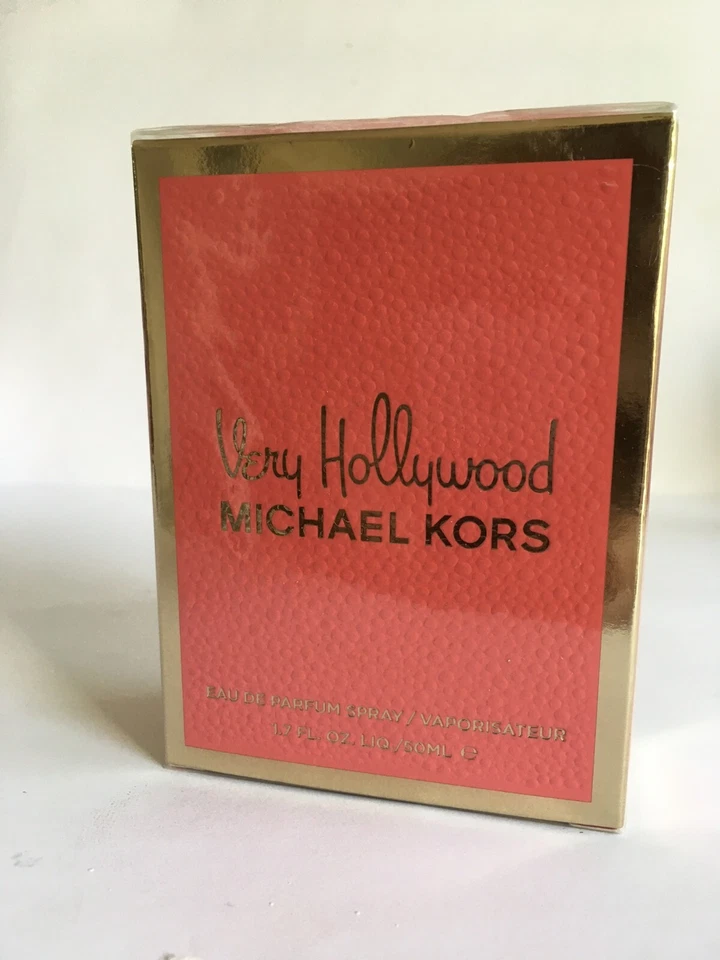 Very Hollywood
MICHAEL KORS
EAU DE PARFUM SPRAY / VAPORISATEUR
1.7 FL. OZ. LIQ./50ML ℮